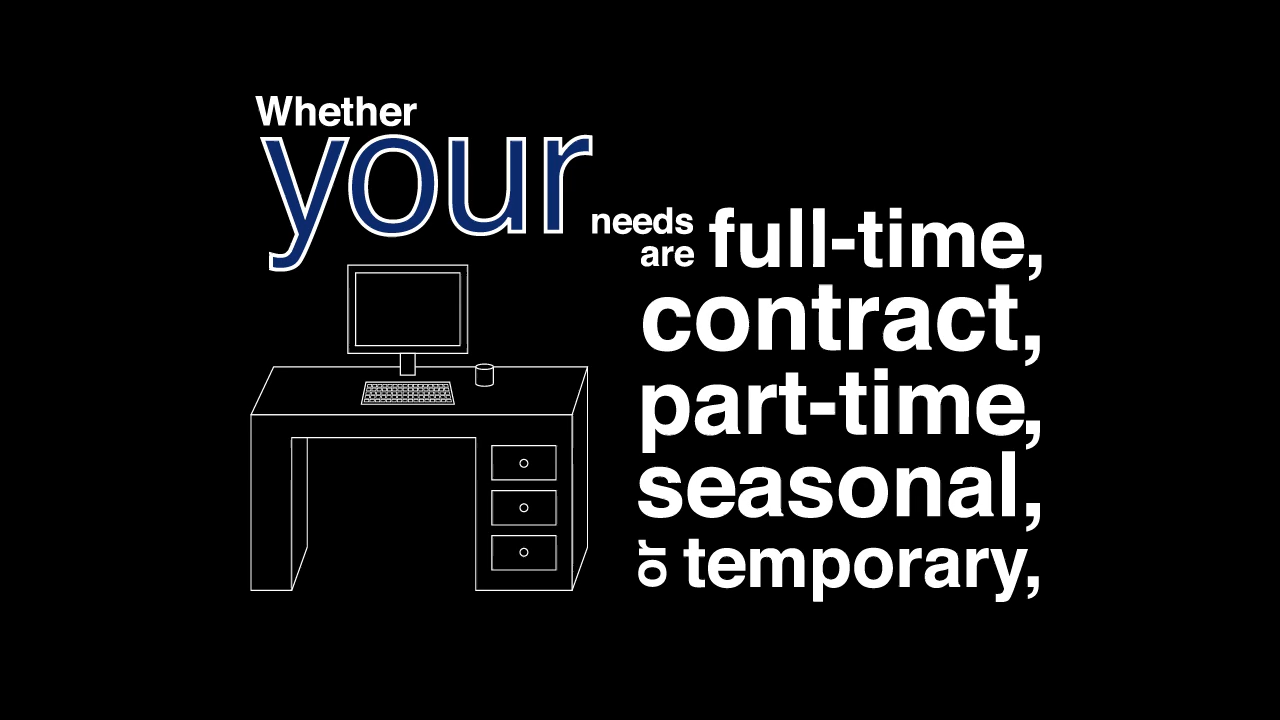 Whether
your
needs
are full-time,
contract,
part-time,
seasonal,
or temporary,